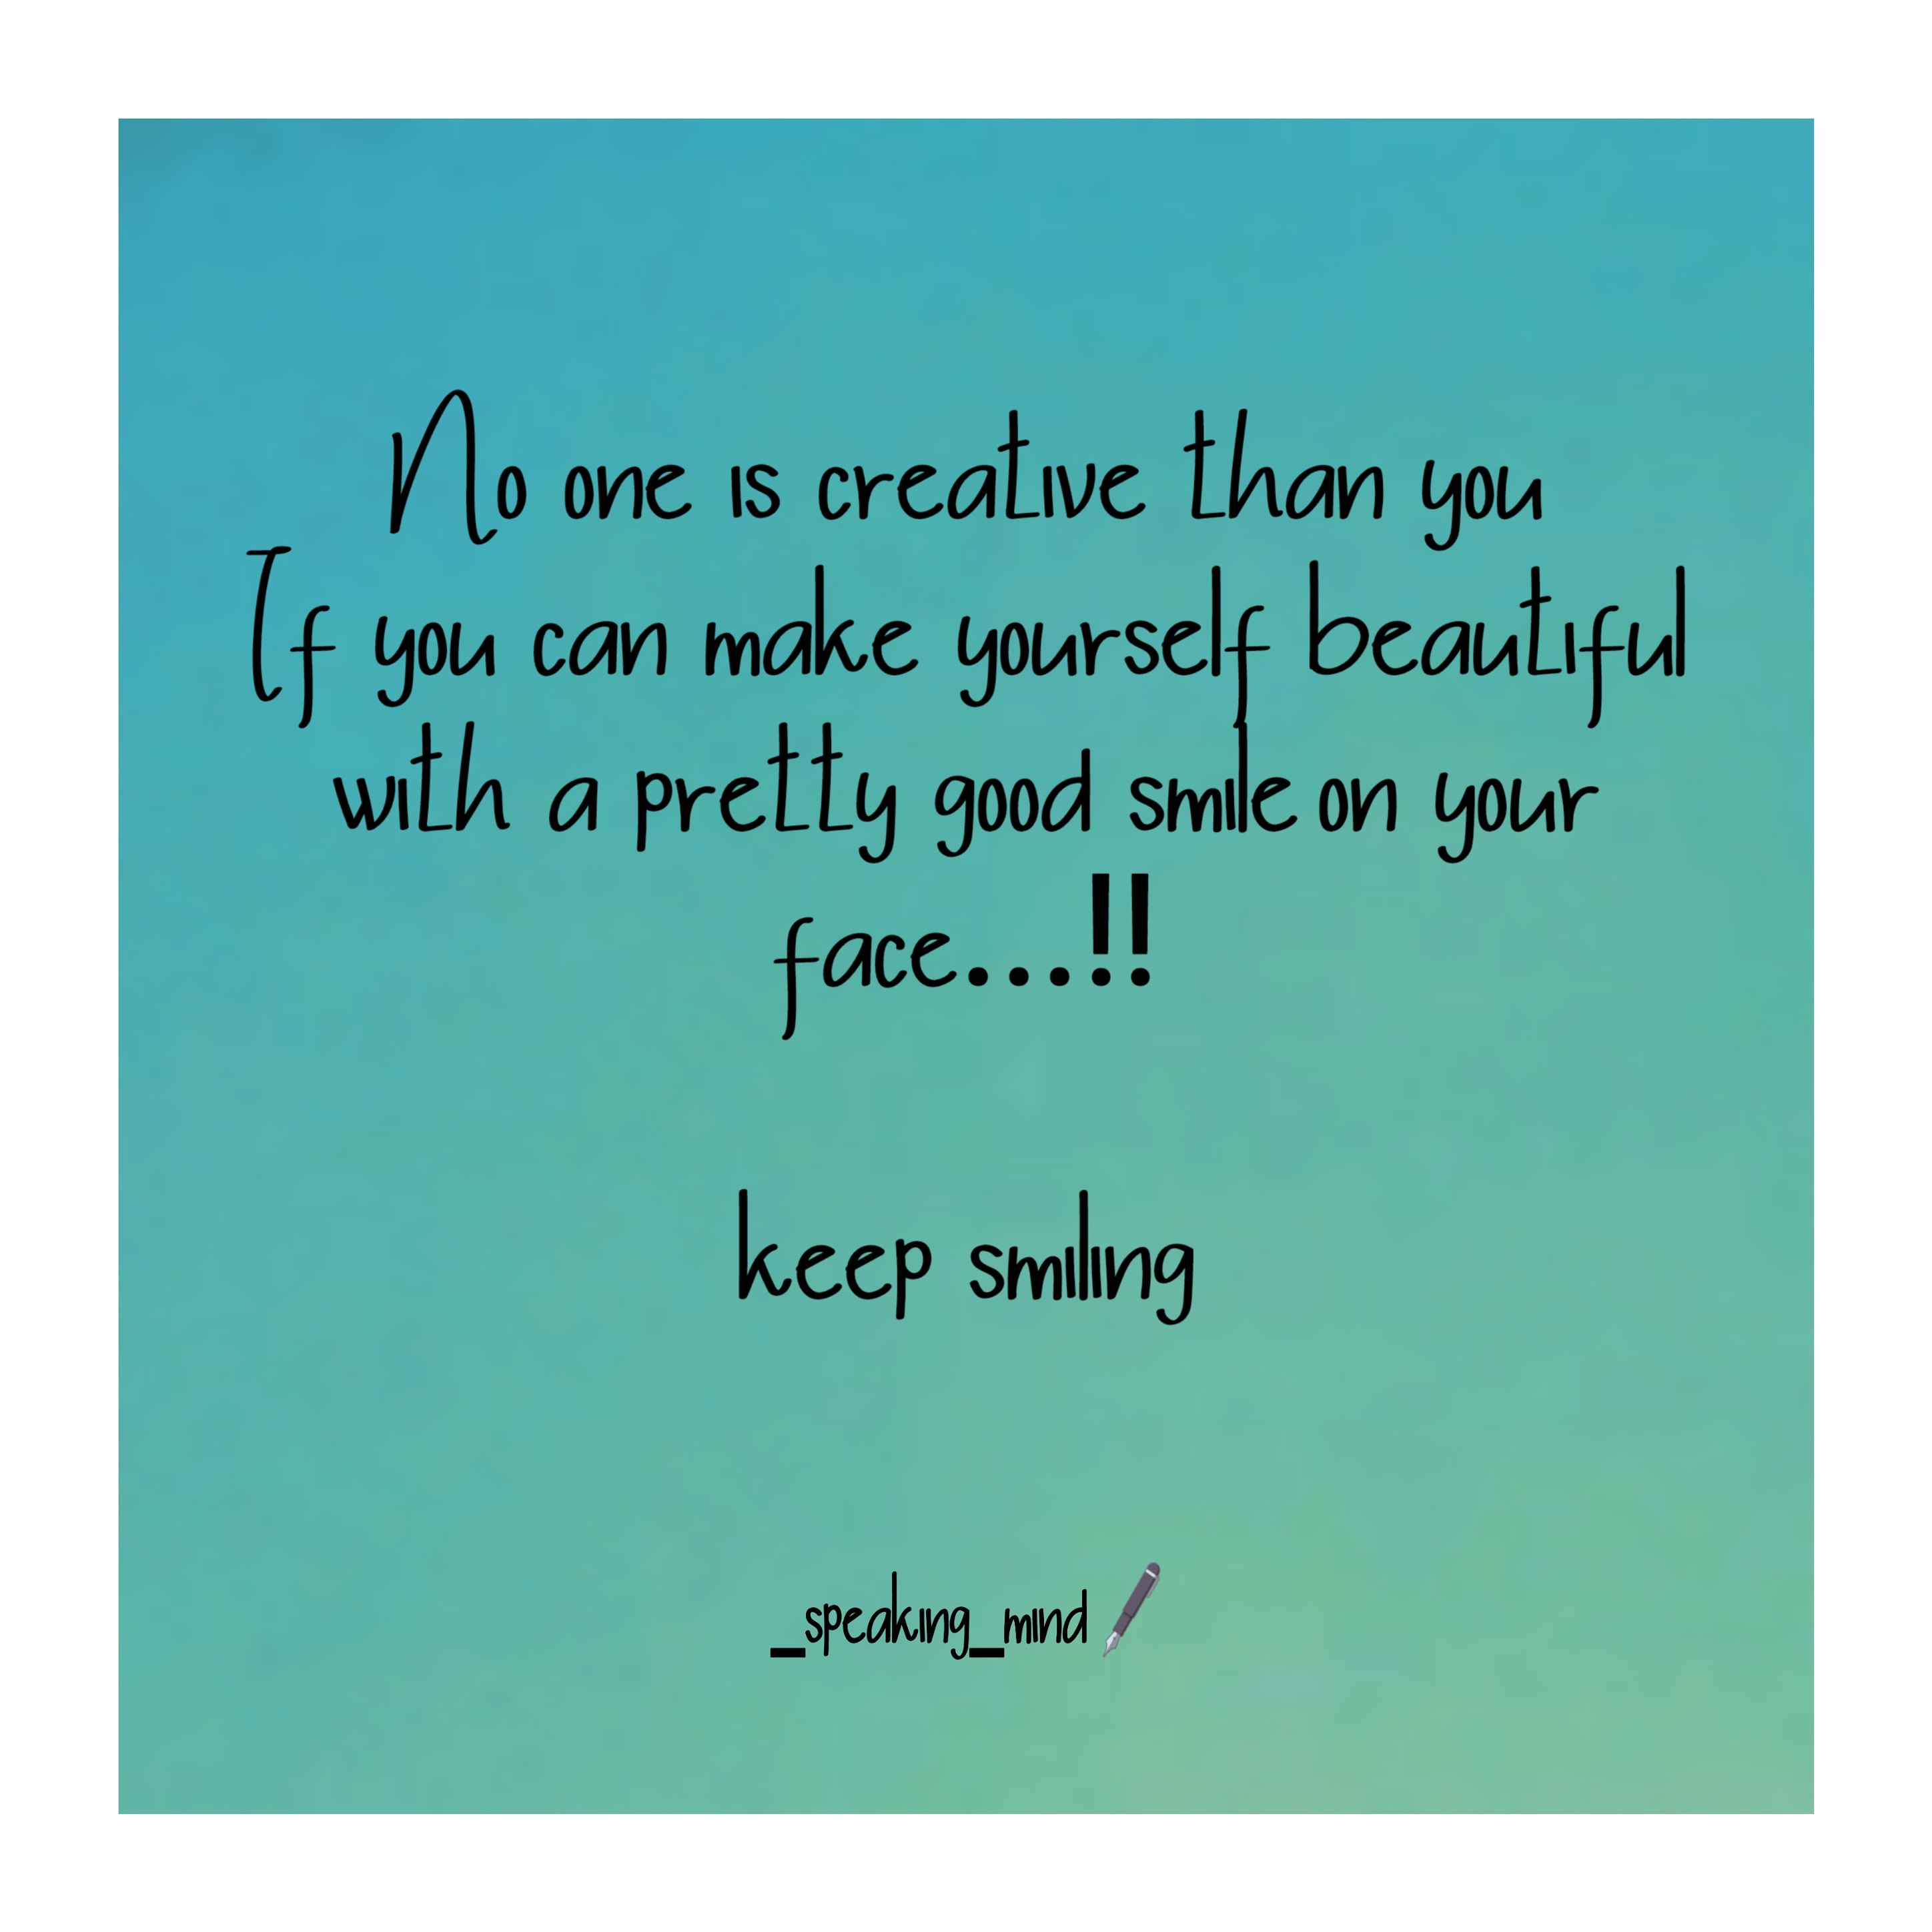 No one is creative than you
If you can make yourself beautiful
with a pretty good smile on your
face...!!
keep smiling
_speaking_mind